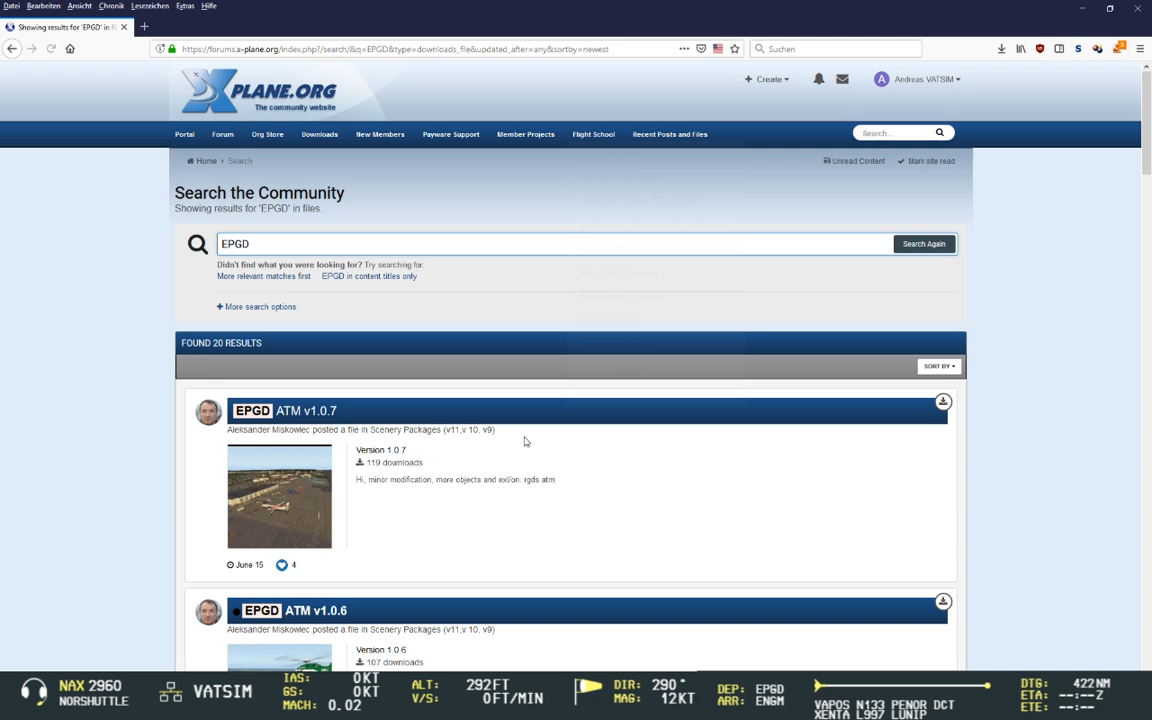 Datei Bearbeiten Ansicht Chronik Lesezeichen Extras Hilfe
Showing results for 'EPGD' in fi
https://forums.x-plane.org/index.php?/search/&q=EPGD&type=downloads_file&updated_after=any&sortby=newest
Suchen
S
3
X PLANE.ORG
The community website
+ Create
A Andreas VATSIM
Portal Forum Org Store Downloads New Members Payware Support Member Projects Flight School Recent Posts and Files
Search...
Home > Search
Unread Content
Mark site read
Search the Community
Showing results for 'EPGD' in files.
EPGD
Search Again
Didn't find what you were looking for? Try searching for:
More relevant matches first EPGD in content titles only
+ More search options
FOUND 20 RESULTS
SORT BY
EPGD ATM v1.0.7
Aleksander Miskowiec posted a file in Scenery Packages (v11,v 10, v9)
Version 1.0.7
119 downloads
Hi, minor modification, more objects and exl/on. rgds atm
June 15 4
EPGD ATM v1.0.6
Aleksander Miskowiec posted a file in Scenery Packages (v11,v 10, v9)
Version 1.0.6
107 downloads
NAX 2960
NORSHUTTLE
VATSIM
IAS: 0KT
GS: 0KT
MACH: 0.02
ALT: 292FT
V/S: 0FT/MIN
DIR: 290°
MAG: 12KT
DEP: EPGD
ARR: ENGM
VAPOS N133 PENOR DCT
XENTA L997 LUNIP
DTG: 422NM
ETA: --:--Z
ETE: --:--